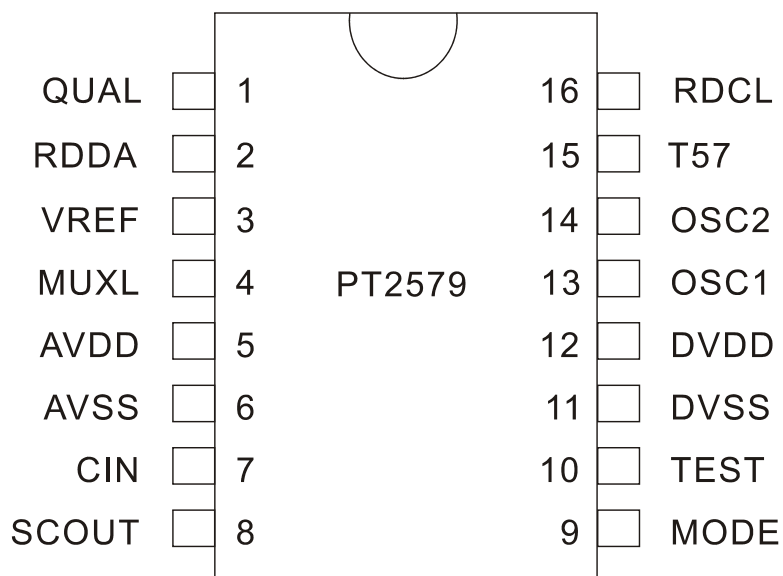 QUAL 1 16 RDCL
RDDA 2 15 T57
VREF 3 14 OSC2
MUXL 4 PT2579 13 OSC1
AVDD 5 12 DVDD
AVSS 6 11 DVSS
CIN 7 10 TEST
SCOUT 8 9 MODE